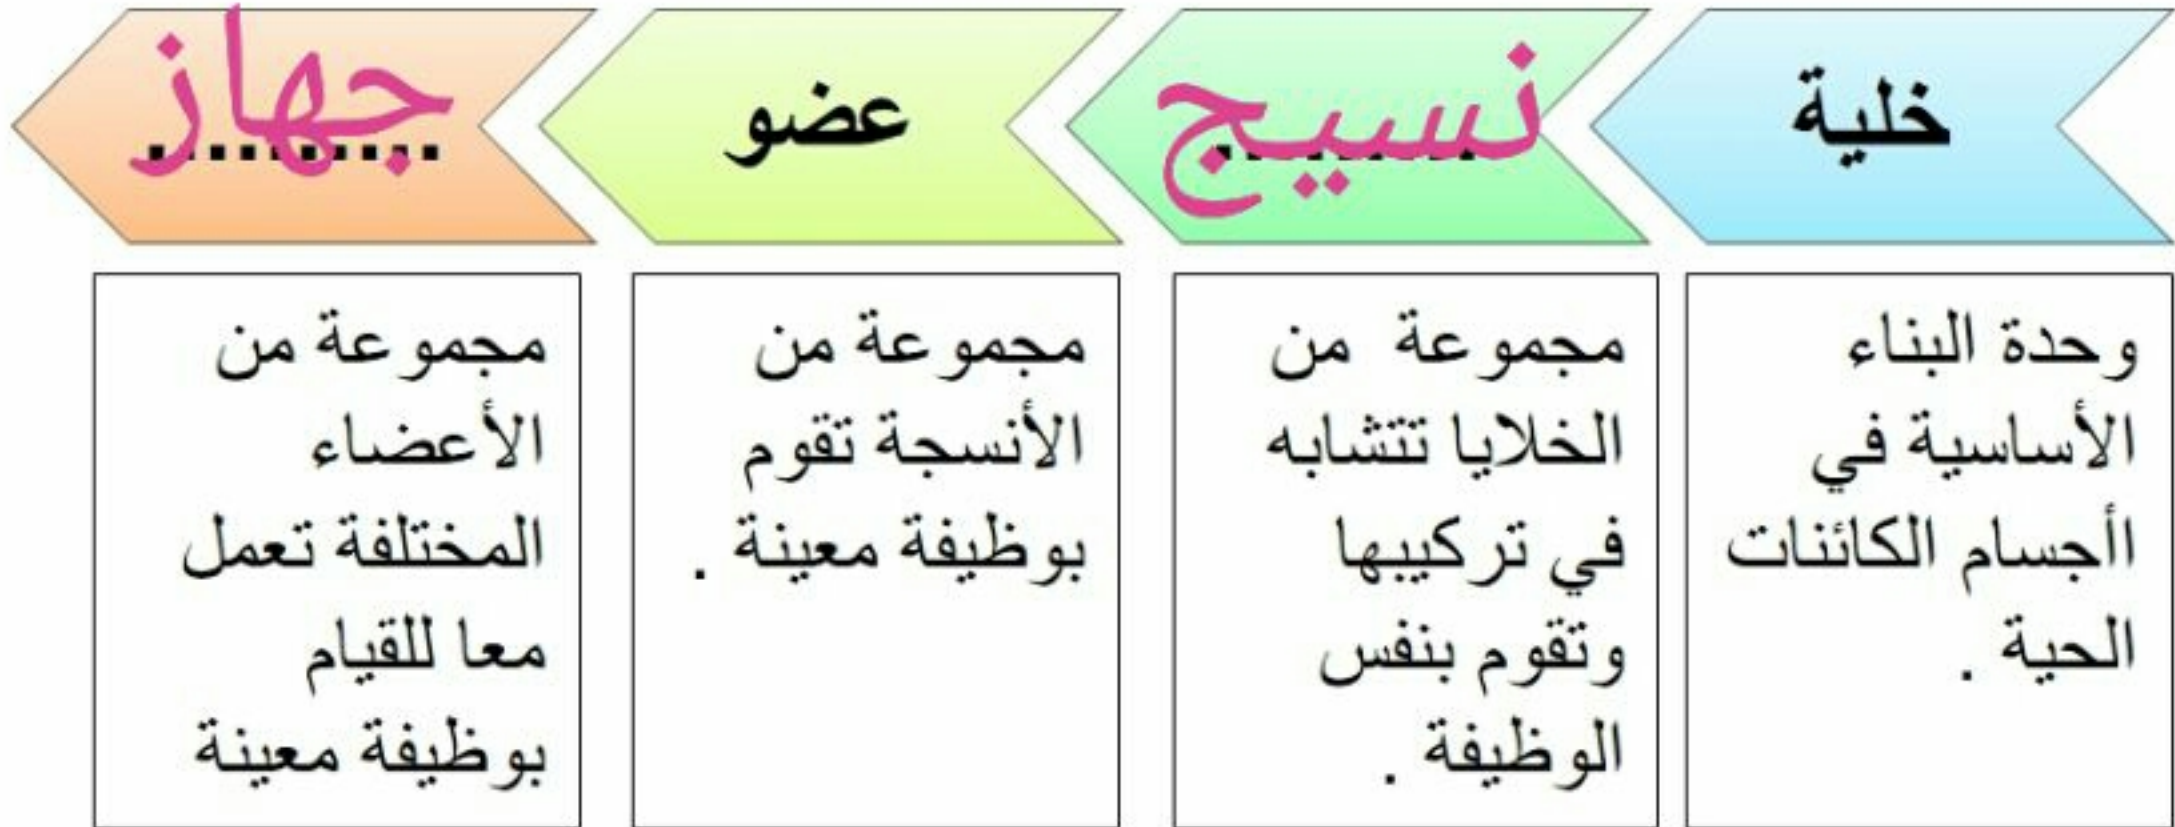 خلية
نسيج
عضو
جهاز
..........
وحدة البناء
الأساسية في
اأجسام الكائنات
الحية .
مجموعة من
الخلايا تتشابه
في تركيبها
وتقوم بنفس
الوظيفة .
مجموعة من
الأنسجة تقوم
بوظيفة معينة .
مجموعة من
الأعضاء
المختلفة تعمل
معا للقيام
بوظيفة معينة